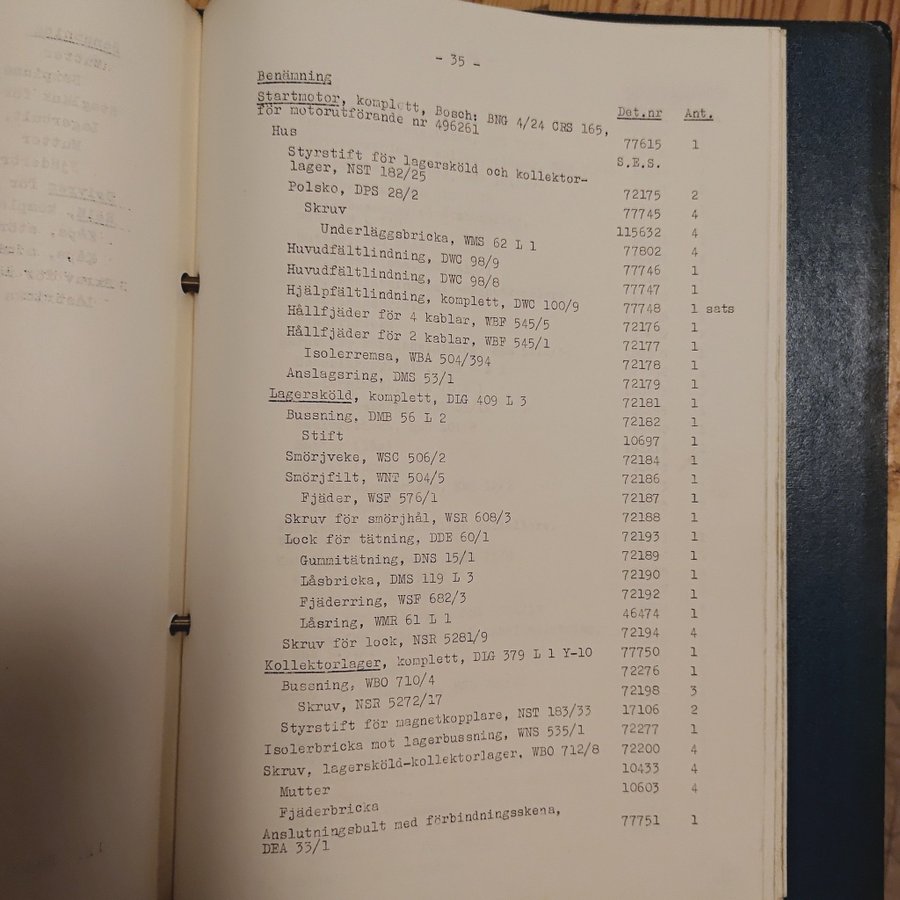 - 35 -
Benämning Det.nr Ant.
Startmotor, komplett, Bosch: BNG 4/24 CRS 165,
för motorutförande nr 496261 77615 1
Hus S.E.S.
Styrstift för lagersköld och kollektor-
lager, NST 182/25 72175 2
Polsko, DPS 28/2 77745 4
Skruv 115632 4
Underläggsbricka, WMS 62 L 1 77802 4
Huvudfältlindning, DWC 98/9 77746 1
Huvudfältlindning, DWC 98/8 77747 1
Hjälpfältlindning, komplett, DWC 100/9 77748 1 sats
Hållfjäder för 4 kablar, WBF 545/5 72176 1
Hållfjäder för 2 kablar, WBF 545/1 72177 1
Isolerremsa, WBA 504/394 72178 1
Anslagsring, DMS 53/1 72179 1
Lagersköld, komplett, DLG 409 L 3 72181 1
Bussning. DMB 56 L 2 72182 1
Stift 10697 1
Smörjveke, WSC 506/2 72184 1
Smörjfilt, WNT 504/5 72186 1
Fjäder, WSF 576/1 72187 1
Skruv för smörjhål, WSR 608/3 72188 1
Lock för tätning, DDE 60/1 72193 1
Gummitätning, DNS 15/1 72189 1
Låsbricka, DMS 119 L 3 72190 1
Fjäderring, WSF 682/3 72192 1
Låsring, WMR 61 L 1 46474 1
Skruv för lock, NSR 5281/9 72194 4
Kollektorlager, komplett, DLG 379 L 1 Y-10 77750 1
Bussning, WBO 710/4 72276 1
Skruv, NSR 5272/17 72198 3
Styrstift för magnetkopplare, NST 183/33 17106 2
Isolerbricka mot lagerbussning, WNS 535/1 72277 1
Skruv, lagersköld-kollektorlager, WBO 712/8 72200 4
Mutter 10433 4
Fjäderbricka 10603 4
Anslutningsbult med förbindningsskena,
DEA 33/1 77751 1